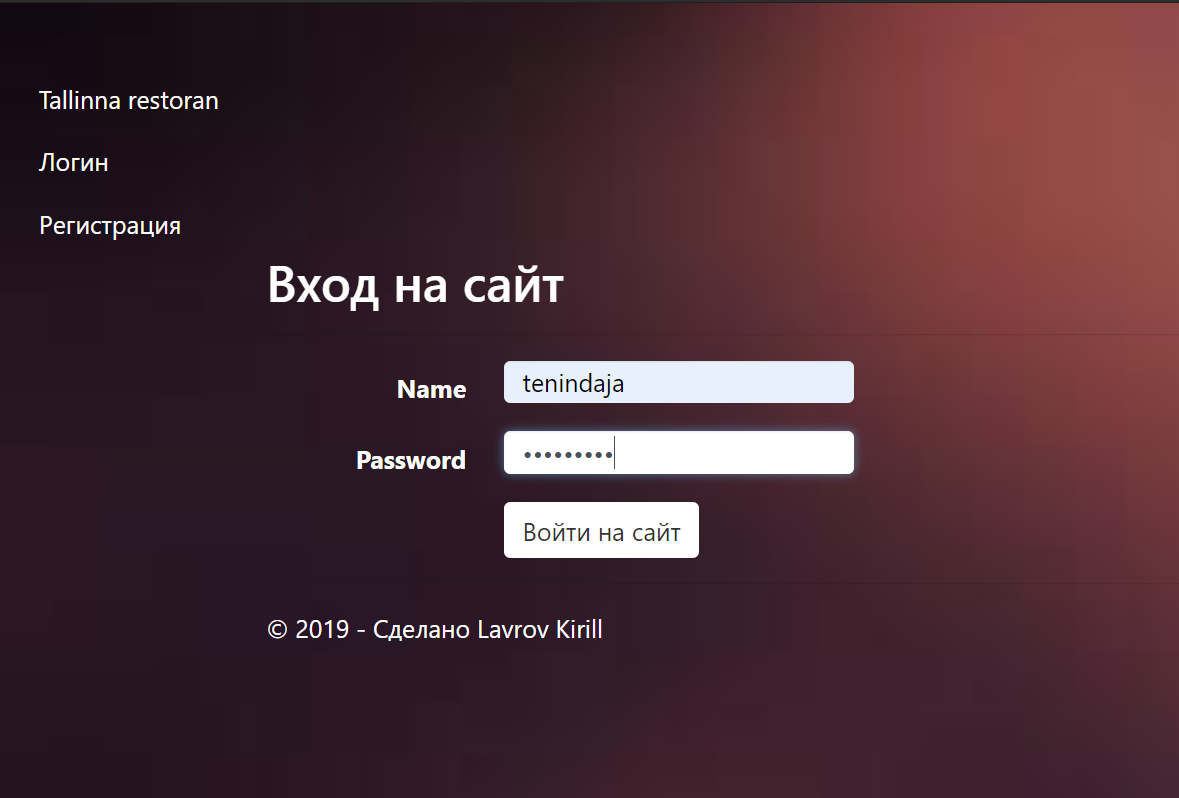 Tallinna restoran
Логин
Регистрация
Вход на сайт
Name tenindaja
Password •••••••••
Войти на сайт
© 2019 - Сделано Lavrov Kirill